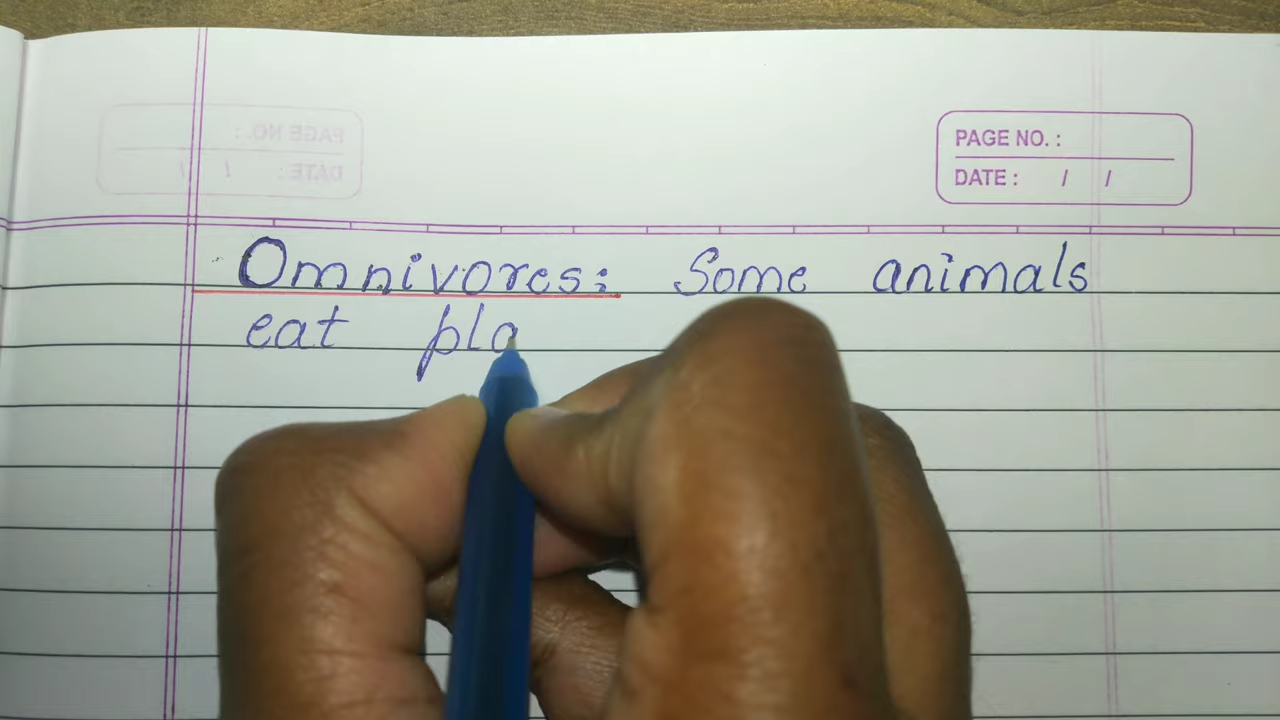 PAGE NO. :
DATE : / /
Omnivores: Some animals
eat pla